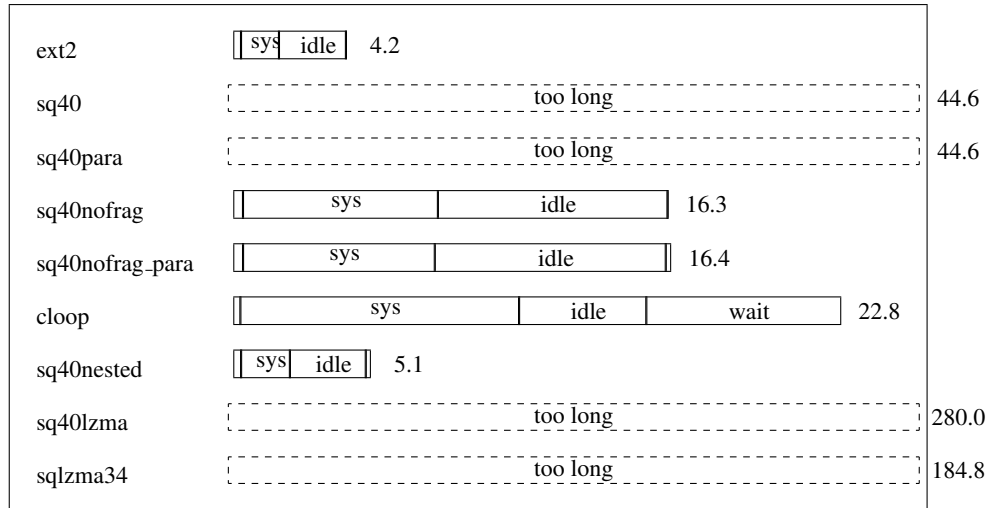 ext2 sys idle 4.2
sq40 too long 44.6
sq40para too long 44.6
sq40nofrag sys idle 16.3
sq40nofrag_para sys idle 16.4
cloop sys idle wait 22.8
sq40nested sys idle 5.1
sq40lzma too long 280.0
sqlzma34 too long 184.8